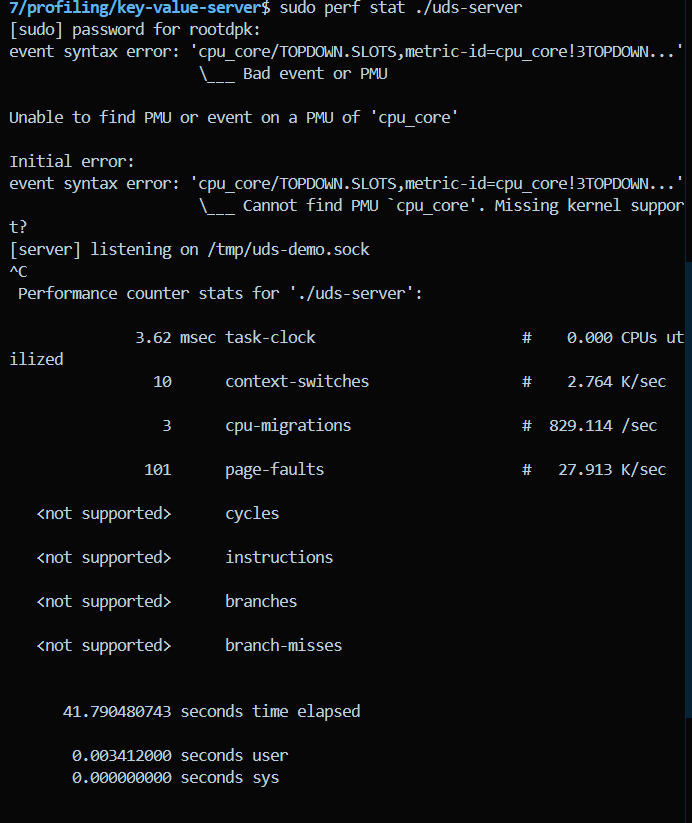 7/profiling/key-value-server$ sudo perf stat ./uds-server
[sudo] password for rootdpk:
event syntax error: 'cpu_core/TOPDOWN.SLOTS,metric-id=cpu_core!3TOPDOWN...'
\___ Bad event or PMU
Unable to find PMU or event on a PMU of 'cpu_core'
Initial error:
event syntax error: 'cpu_core/TOPDOWN.SLOTS,metric-id=cpu_core!3TOPDOWN...'
\___ Cannot find PMU `cpu_core'. Missing kernel suppor
t?
[server] listening on /tmp/uds-demo.sock
^C
Performance counter stats for './uds-server':
3.62 msec task-clock # 0.000 CPUs ut
ilized
10 context-switches # 2.764 K/sec
3 cpu-migrations # 829.114 /sec
101 page-faults # 27.913 K/sec
<not supported> cycles
<not supported> instructions
<not supported> branches
<not supported> branch-misses
41.790480743 seconds time elapsed
0.003412000 seconds user
0.000000000 seconds sys